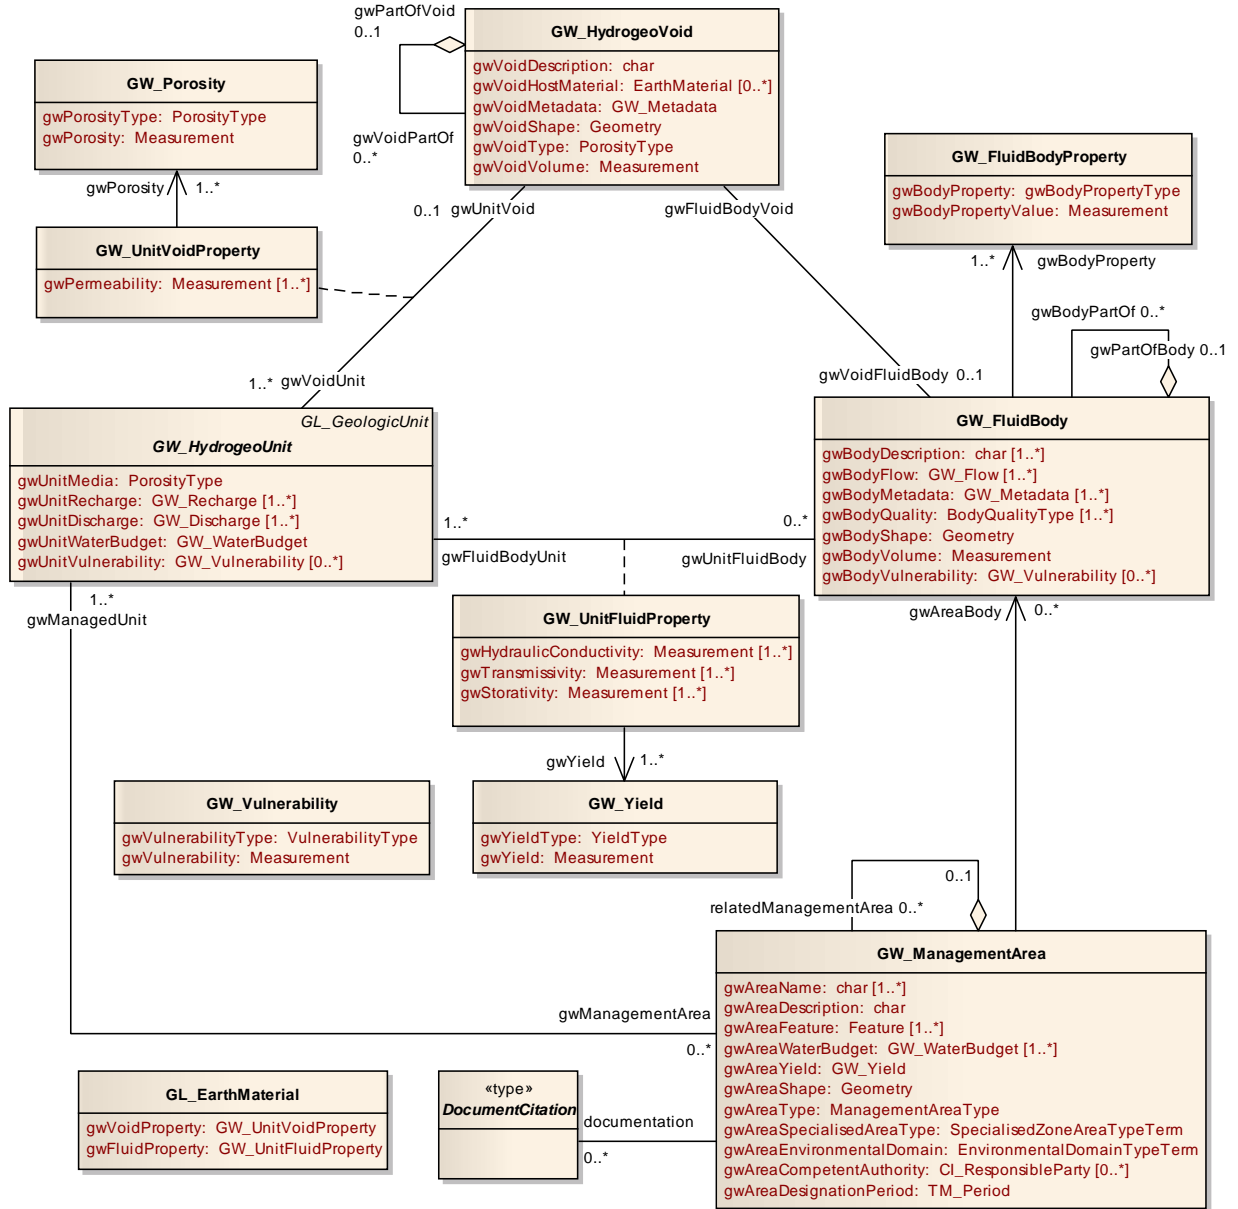 gwPartOfVoid
0..1
GW_HydrogeoVoid
gwVoidDescription: char
gwVoidHostMaterial: EarthMaterial [0..*]
gwVoidMetadata: GW_Metadata
gwVoidShape: Geometry
gwVoidType: PorosityType
gwVoidVolume: Measurement
gwVoidPartOf
0..*
GW_Porosity
gwPorosityType: PorosityType
gwPorosity: Measurement
gwPorosity 1..*
GW_UnitVoidProperty
gwPermeability: Measurement [1..*]
0..1 gwUnitVoid
gwFluidBodyVoid
GW_FluidBodyProperty
gwBodyProperty: gwBodyPropertyType
gwBodyPropertyValue: Measurement
1..* gwBodyProperty
gwBodyPartOf 0..*
gwPartOfBody 0..1
1..* gwVoidUnit
gwVoidFluidBody 0..1
GL_GeologicUnit
GW_HydrogeoUnit
gwUnitMedia: PorosityType
gwUnitRecharge: GW_Recharge [1..*]
gwUnitDischarge: GW_Discharge [1..*]
gwUnitWaterBudget: GW_WaterBudget
gwUnitVulnerability: GW_Vulnerability [0..*]
GW_FluidBody
gwBodyDescription: char [1..*]
gwBodyFlow: GW_Flow [1..*]
gwBodyMetadata: GW_Metadata [1..*]
gwBodyQuality: BodyQualityType [1..*]
gwBodyShape: Geometry
gwBodyVolume: Measurement
gwBodyVulnerability: GW_Vulnerability [0..*]
1..*
gwFluidBodyUnit
0..*
gwUnitFluidBody
1..*
gwManagedUnit
gwAreaBody 0..*
GW_UnitFluidProperty
gwHydraulicConductivity: Measurement [1..*]
gwTransmissivity: Measurement [1..*]
gwStorativity: Measurement [1..*]
gwYield 1..*
GW_Vulnerability
gwVulnerabilityType: VulnerabilityType
gwVulnerability: Measurement
GW_Yield
gwYieldType: YieldType
gwYield: Measurement
0..1
relatedManagementArea 0..*
GW_ManagementArea
gwAreaName: char [1..*]
gwAreaDescription: char
gwAreaFeature: Feature [1..*]
gwAreaWaterBudget: GW_WaterBudget [1..*]
gwAreaYield: GW_Yield
gwAreaShape: Geometry
gwAreaType: ManagementAreaType
gwAreaSpecialisedAreaType: SpecialisedZoneAreaTypeTerm
gwAreaEnvironmentalDomain: EnvironmentalDomainTypeTerm
gwAreaCompetentAuthority: CI_ResponsibleParty [0..*]
gwAreaDesignationPeriod: TM_Period
gwManagementArea
0..*
GL_EarthMaterial
gwVoidProperty: GW_UnitVoidProperty
gwFluidProperty: GW_UnitFluidProperty
«type»
DocumentCitation
documentation
0..*